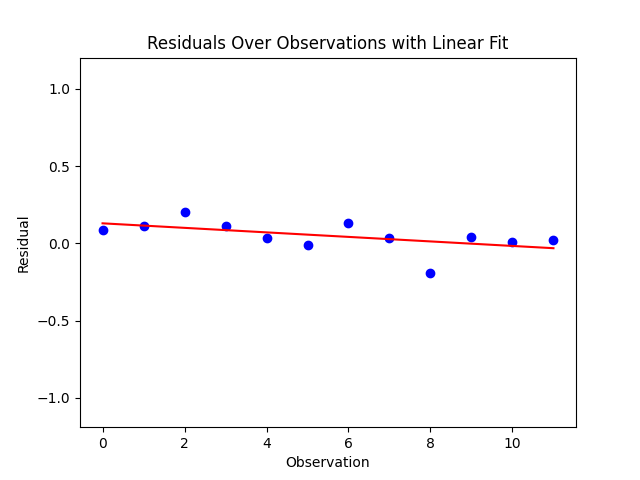 Residuals Over Observations with Linear Fit
1.0
0.5
0.0
−0.5
−1.0
Residual
0 2 4 6 8 10
Observation